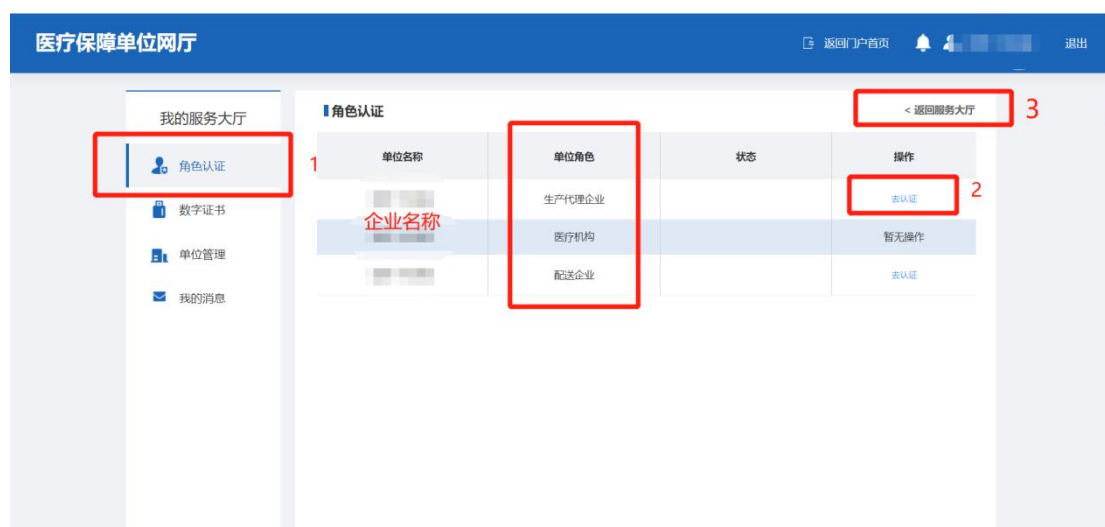 医疗保障单位网厅
返回门户首页
退出
我的服务大厅
角色认证
< 返回服务大厅
3
角色认证
1
单位名称
单位角色
状态
操作
生产代理企业
去认证
2
数字证书
企业名称
医疗机构
暂无操作
单位管理
配送企业
去认证
我的消息